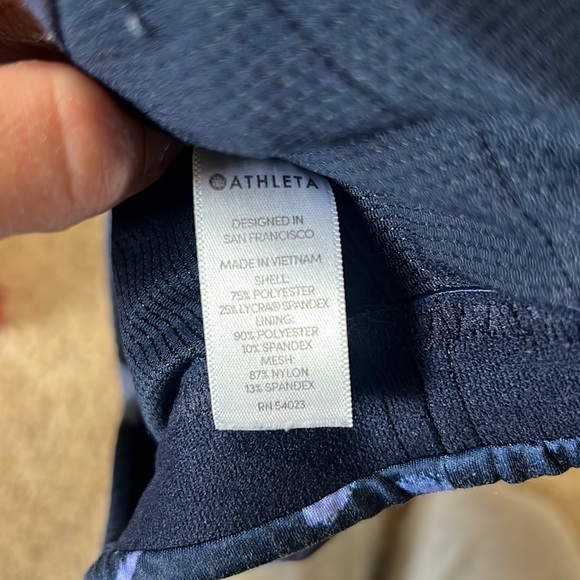 ATHLETA
DESIGNED IN
SAN FRANCISCO
MADE IN VIETNAM
SHELL:
75% POLYESTER
25% LYCRA® SPANDEX
LINING:
90% POLYESTER
10% SPANDEX
MESH:
87% NYLON
13% SPANDEX
RN 54023